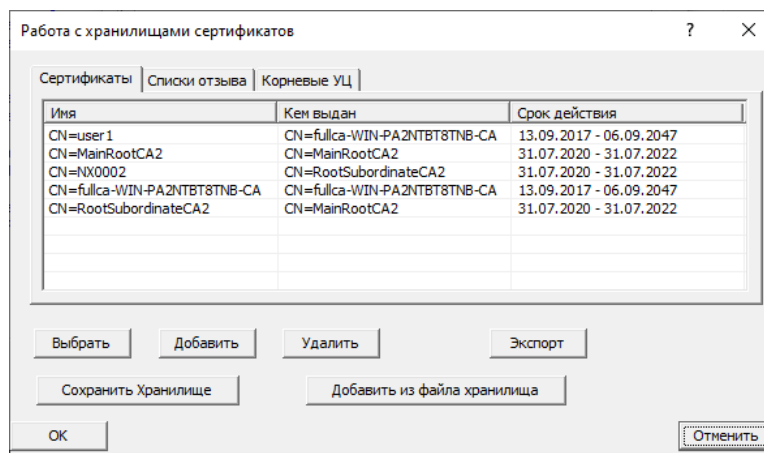 Работа с хранилищами сертификатов ?
Сертификаты Списки отзыва Корневые УЦ
Имя Кем выдан Срок действия
CN=user1 CN=fullca-WIN-PA2NTBT8TNB-CA 13.09.2017 - 06.09.2047
CN=MainRootCA2 CN=MainRootCA2 31.07.2020 - 31.07.2022
CN=NX0002 CN=RootSubordinateCA2 31.07.2020 - 31.07.2022
CN=fullca-WIN-PA2NTBT8TNB-CA CN=fullca-WIN-PA2NTBT8TNB-CA 13.09.2017 - 06.09.2047
CN=RootSubordinateCA2 CN=MainRootCA2 31.07.2020 - 31.07.2022
Выбрать Добавить Удалить Экспорт
Сохранить Хранилище Добавить из файла хранилища
ОК Отменить